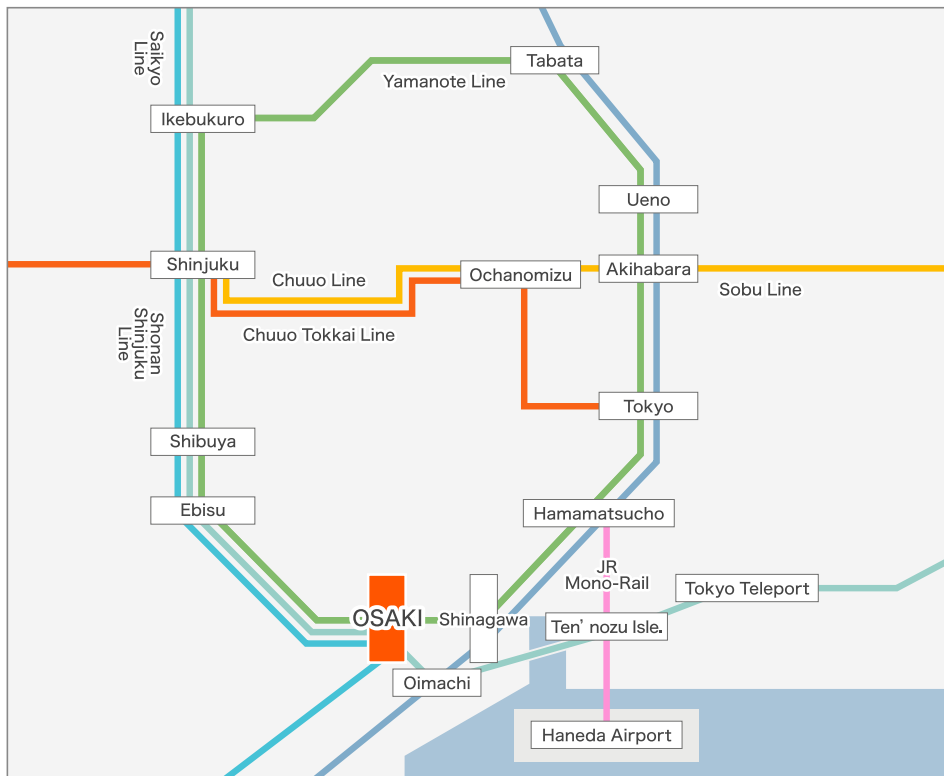 Saikyo
Line
Tabata
Yamanote Line
Ikebukuro
Ueno
Shinjuku
Chuuo Line
Ochanomizu
Akihabara
Sobu Line
Chuuo Tokkai Line
Shonan
Shinjuku
Line
Tokyo
Shibuya
Ebisu
Hamamatsucho
JR
Mono-Rail
Tokyo Teleport
OSAKI
Shinagawa
Ten’ nozu Isle.
Oimachi
Haneda Airport